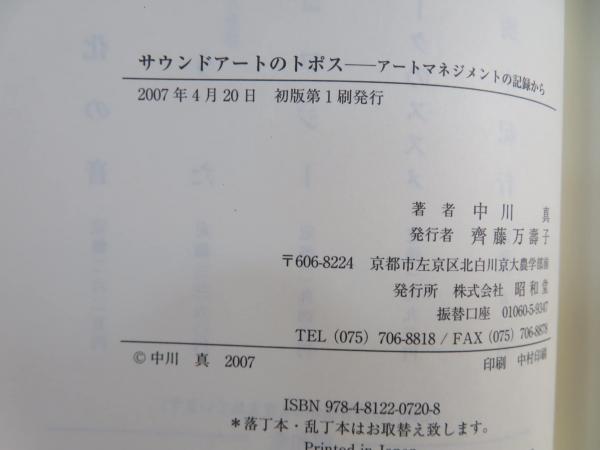 サウンドアートのトポス──アートマネジメントの記録から
2007年4月20日 初版第1刷発行
著者 中川 真
発行者 齊藤万壽子
〒606-8224 京都市左京区北白川京大農学部前
発行所 株式会社 昭和堂
振替口座 01060-5-9347
TEL (075) 706-8818 / FAX (075) 706-8878
© 中川 真 2007
印刷 中村印刷
ISBN 978-4-8122-0720-8
*落丁本・乱丁本はお取替え致します。
Printed in Japan